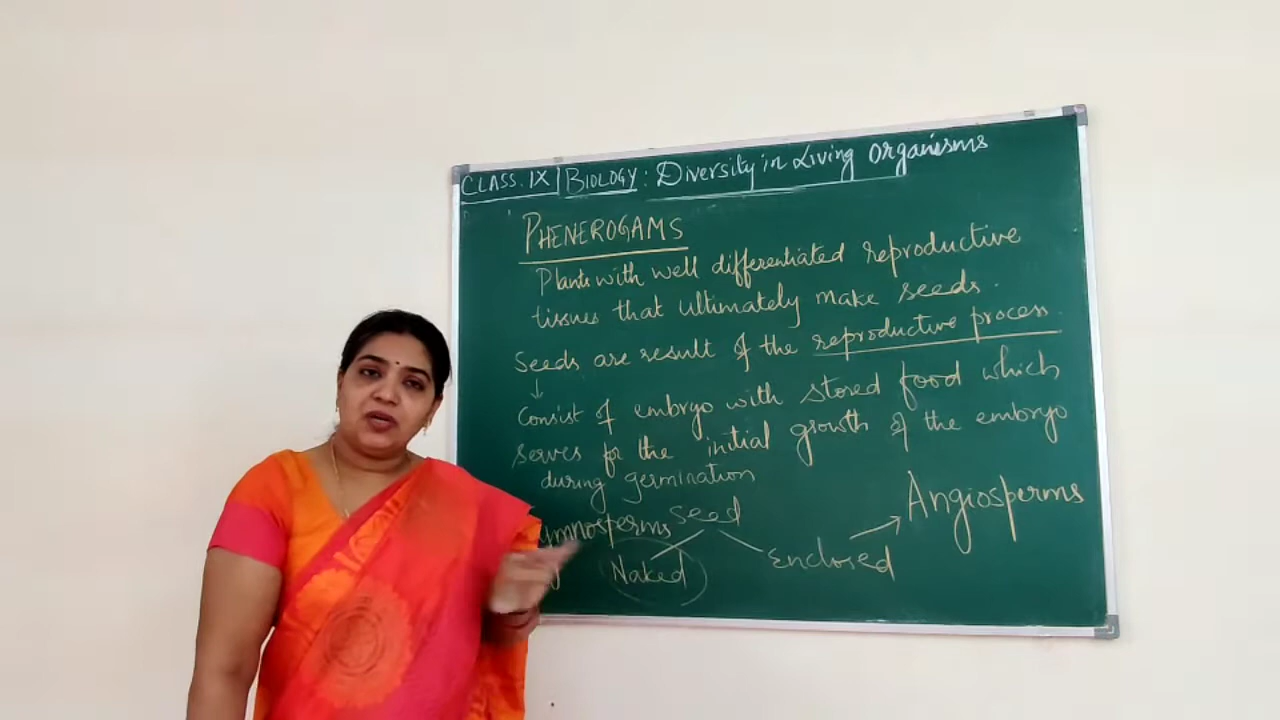 CLASS. IX | BIOLOGY : Diversity in Living Organisms
PHENEROGAMS
Plants with well differentiated reproductive
tissues that ultimately make seeds.
Seeds are result of the reproductive process.
↓
Consist of embryo with stored food which
serves for the initial growth of the embryo
during germination
Seed
Naked Enclosed → Angiosperms